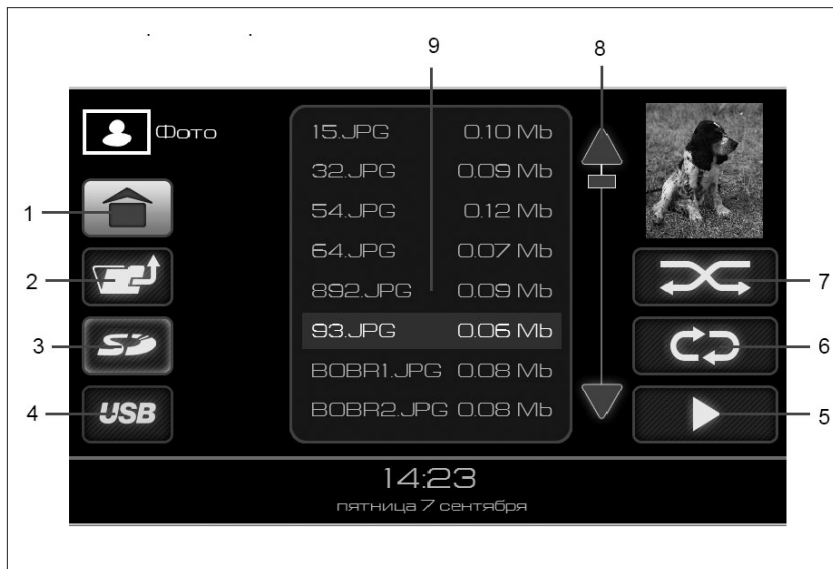 9
8
Фото
15.JPG 0.10 Mb
32.JPG 0.09 Mb
54.JPG 0.12 Mb
64.JPG 0.07 Mb
892.JPG 0.09 Mb
93.JPG 0.06 Mb
BOBR1.JPG 0.08 Mb
BOBR2.JPG 0.08 Mb
1
2
3
SD
4
USB
7
6
5
14:23
пятница 7 сентября